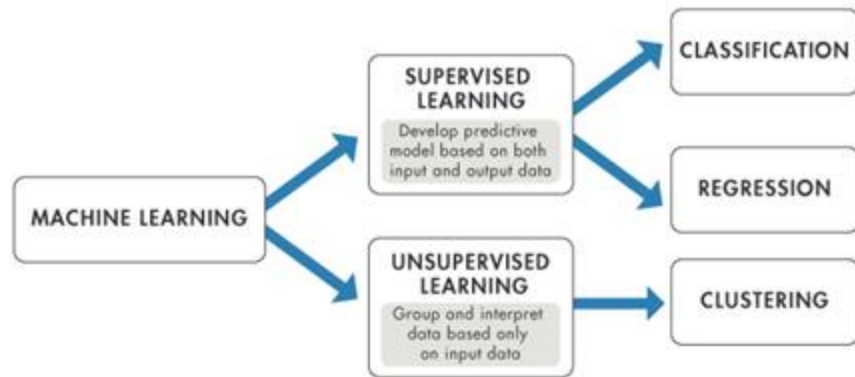 MACHINE LEARNING
SUPERVISED
LEARNING
Develop predictive
model based on both
input and output data
UNSUPERVISED
LEARNING
Group and interpret
data based only
on input data
CLASSIFICATION
REGRESSION
CLUSTERING